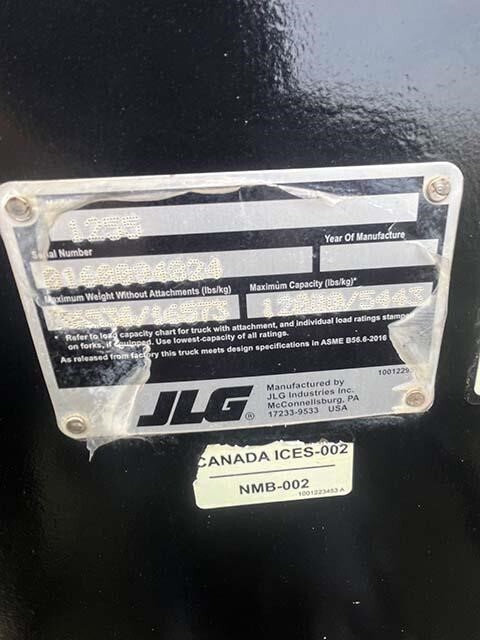 1255
Serial Number
Year Of Manufacture
0160094924
Maximum Weight Without Attachments (lbs/kg)
Maximum Capacity (lbs/kg)*
12000/5443
* Refer to load capacity chart for truck with attachment, and individual load ratings
on forks, if equipped. Use lowest-capacity of all ratings.
As released from factory this truck meets design specifications in ASME B56.6-2016
JLG®
Manufactured by
JLG Industries Inc.
McConnellsburg, PA
17233-9533 USA
CANADA ICES-002
NMB-002
1001223453 A